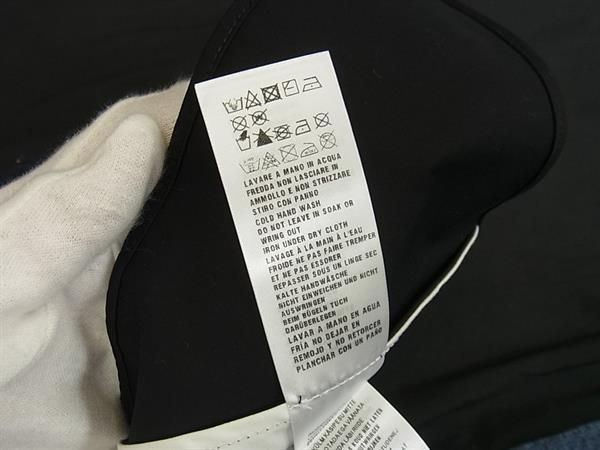 LAVARE A MANO IN ACQUA
FREDDA NON LASCIARE IN
AMMOLLO E NON STRIZZARE
STIRO CON PANNO
COLD HAND WASH
DO NOT LEAVE IN SOAK OR
WRING OUT
IRON UNDER DRY CLOTH
LAVAGE À LA MAIN À L'EAU
FROIDE NE PAS FAIRE TREMPER
ET NE PAS ESSORER
REPASSER SOUS UN LINGE SEC
KALTE HANDWÄSCHE
NICHT EINWEICHEN UND NICHT
AUSWRINGEN
BEIM BÜGELN TUCH
DARÜBERLEGEN
LAVAR A MANO EN AGUA
FRÍA NO DEJAR EN
REMOJO Y NO RETORCER
PLANCHAR CON UN PAÑO